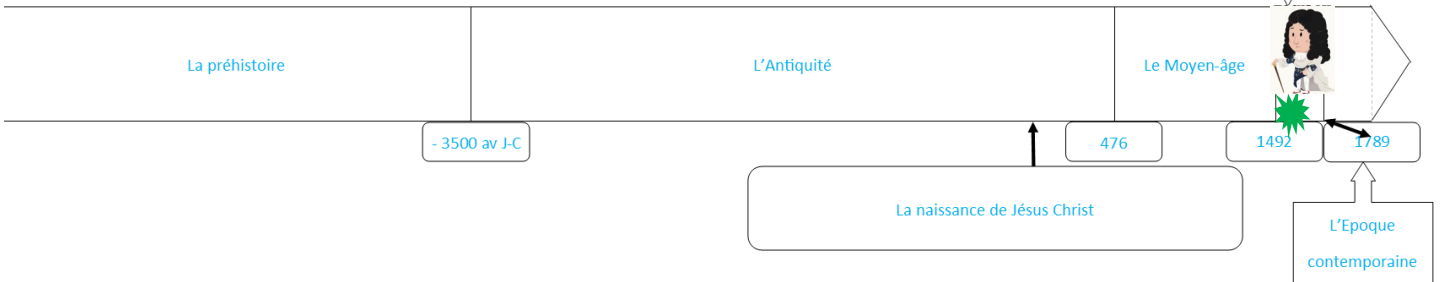 La préhistoire
L'Antiquité
Le Moyen-âge
- 3500 av J-C
476
1492
1789
La naissance de Jésus Christ
L'Epoque
contemporaine